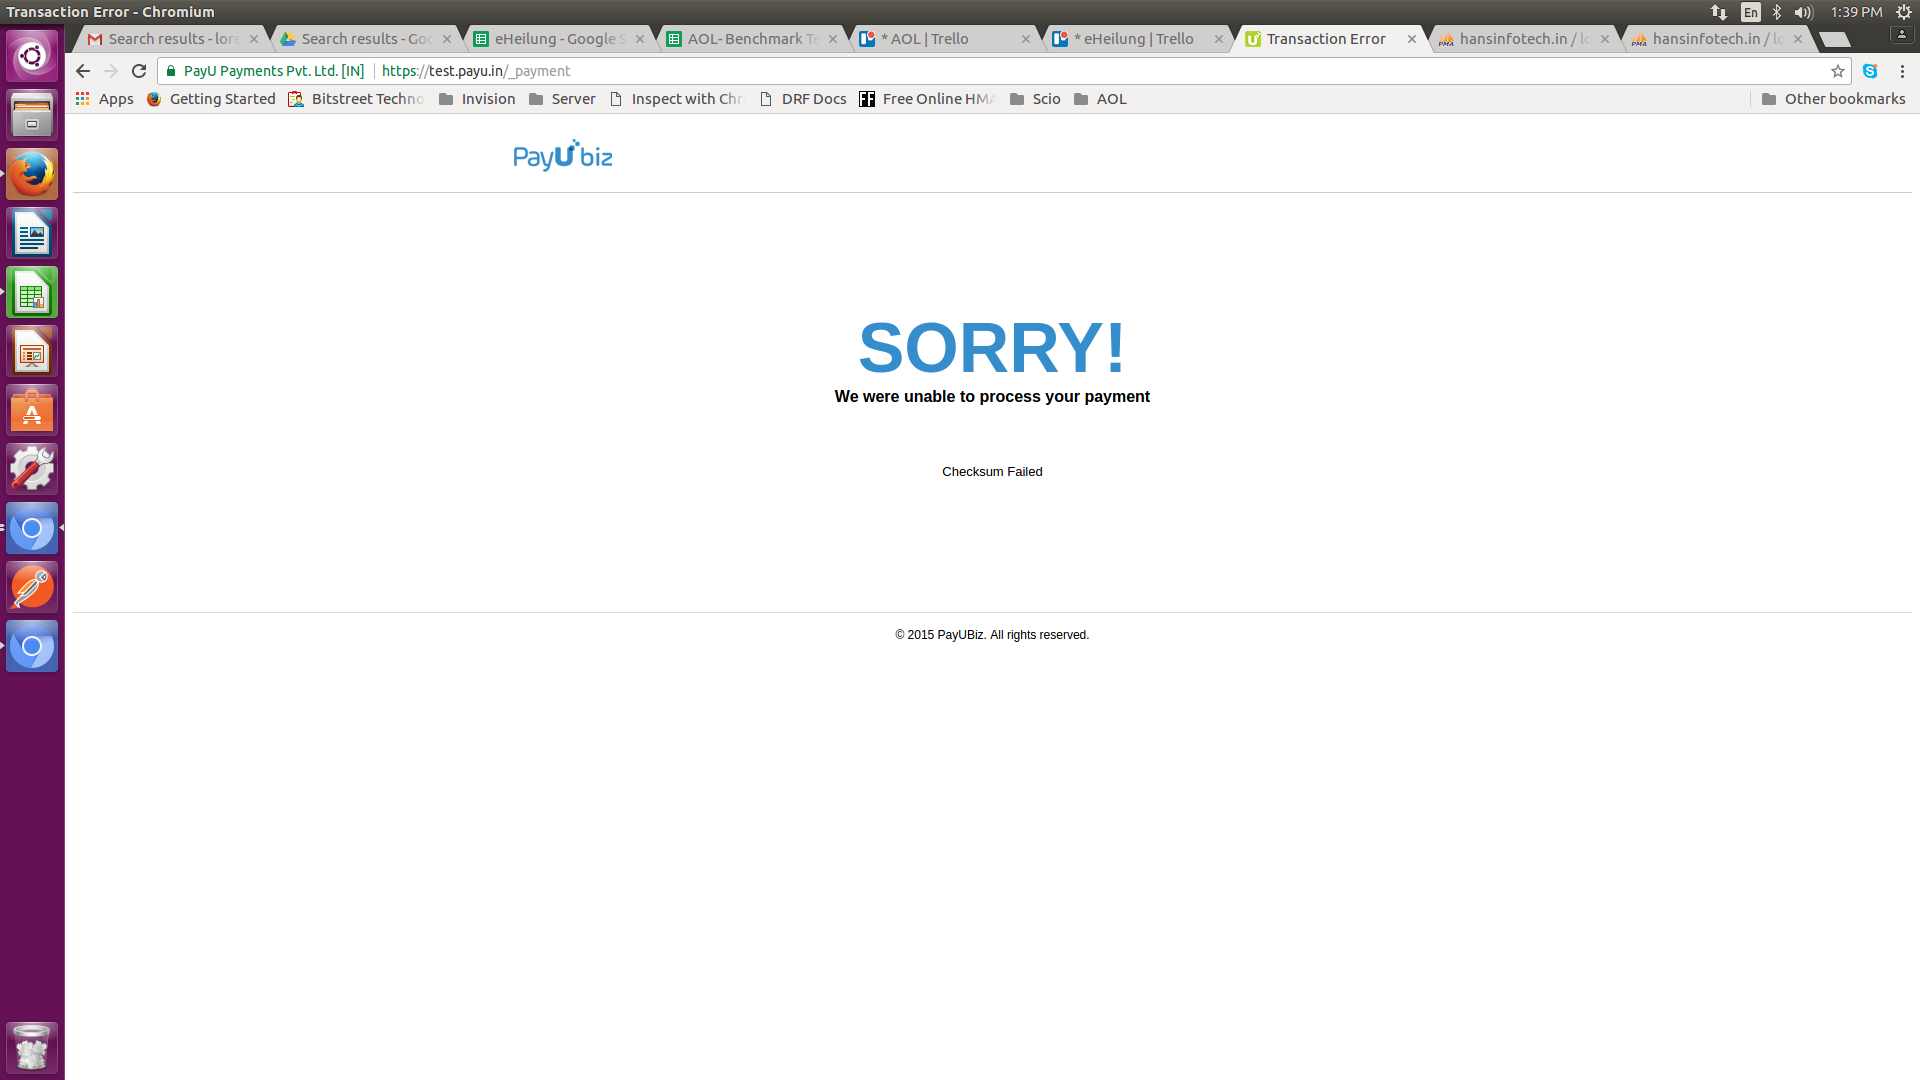 Transaction Error - Chromium
En
1:39 PM
Search results - lore
Search results - Goo
eHeilung - Google S
AOL- Benchmark Te
* AOL | Trello
* eHeilung | Trello
Transaction Error
hansinfotech.in / lo
hansinfotech.in / lo
PayU Payments Pvt. Ltd. [IN]
https://test.payu.in/_payment
Apps
Getting Started
Bitstreet Techno
Invision
Server
Inspect with Chr
DRF Docs
Free Online HMA
Scio
AOL
Other bookmarks
PayU biz
SORRY!
We were unable to process your payment
Checksum Failed
© 2015 PayUBiz. All rights reserved.